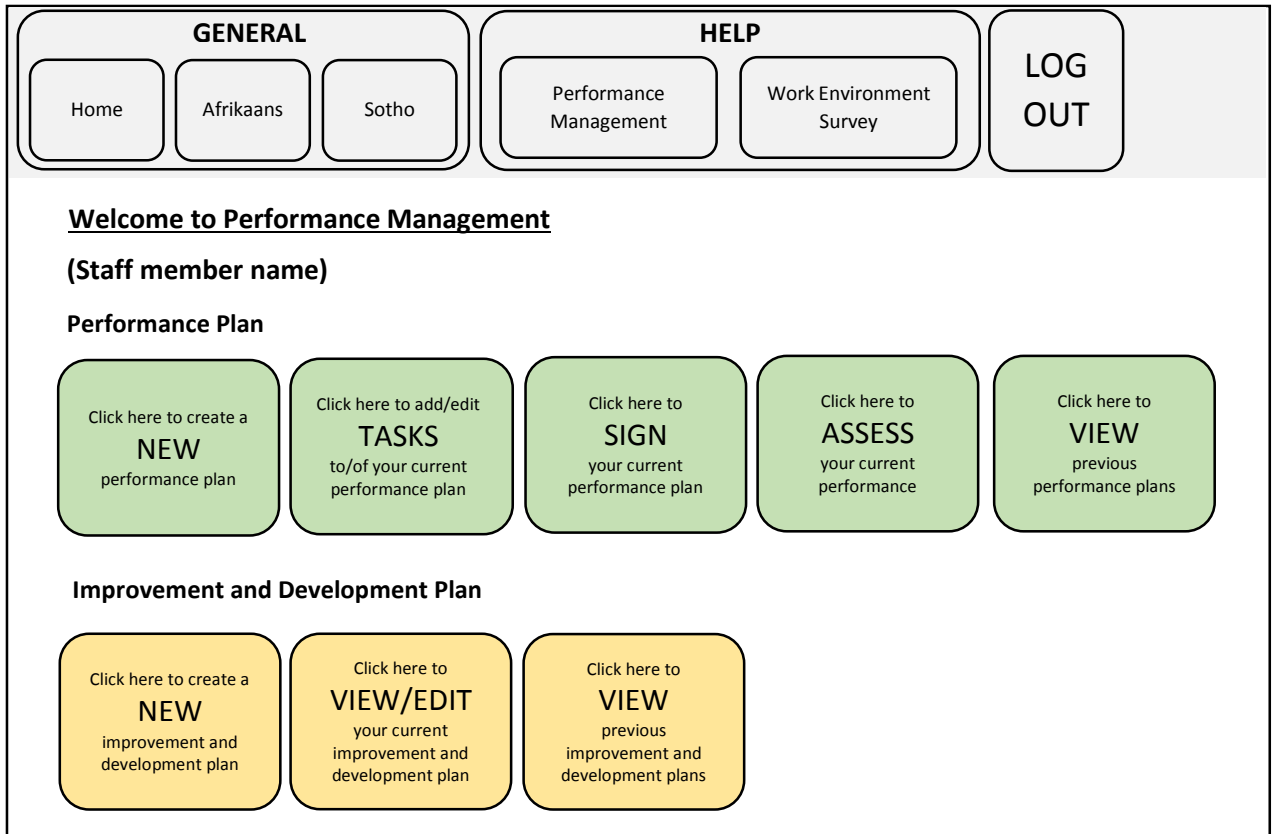 GENERAL
Home
Afrikaans
Sotho
HELP
Performance
Management
Work Environment
Survey
LOG
OUT
Welcome to Performance Management
(Staff member name)
Performance Plan
Click here to create a
NEW
performance plan
Click here to add/edit
TASKS
to/of your current
performance plan
Click here to
SIGN
your current
performance plan
Click here to
ASSESS
your current
performance
Click here to
VIEW
previous
performance plans
Improvement and Development Plan
Click here to create a
NEW
improvement and
development plan
Click here to
VIEW/EDIT
your current
improvement and
development plan
Click here to
VIEW
previous
improvement and
development plans